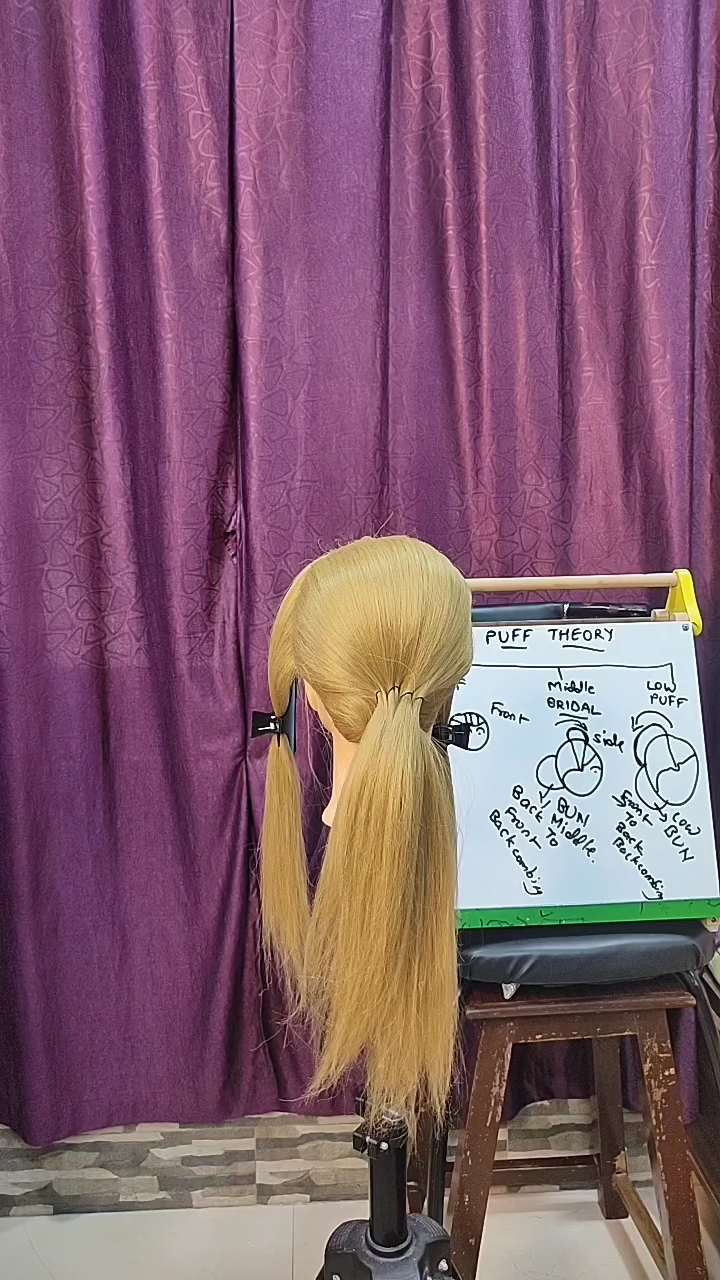 PUFF THEORY
Middle
BRIDAL
LOW
PUFF
Front
side
BUN
Back Middle.
Front To
Back combing
Front
To
Back
Backcombing
LOW
BUN